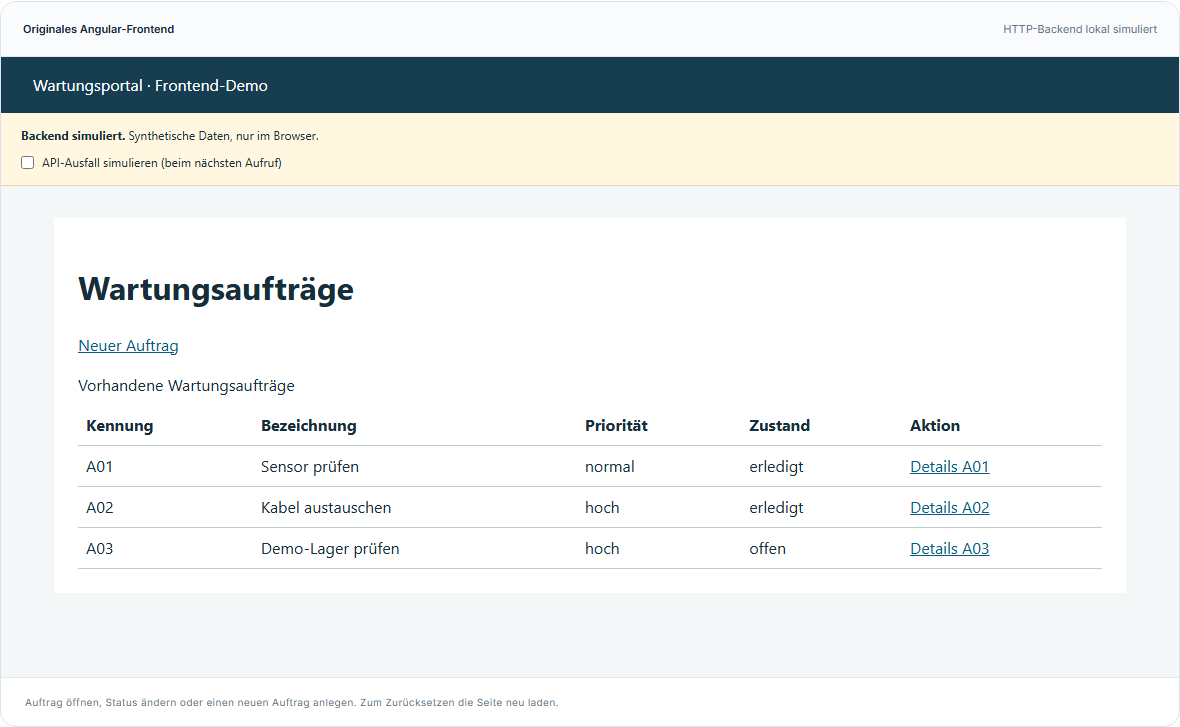 Originales Angular-Frontend
HTTP-Backend lokal simuliert
Wartungsportal · Frontend-Demo
Backend simuliert. Synthetische Daten, nur im Browser.
API-Ausfall simulieren (beim nächsten Aufruf)
Wartungsaufträge
Neuer Auftrag
Vorhandene Wartungsaufträge
Kennung Bezeichnung Priorität Zustand Aktion
A01 Sensor prüfen normal erledigt Details A01
A02 Kabel austauschen hoch erledigt Details A02
A03 Demo-Lager prüfen hoch offen Details A03
Auftrag öffnen, Status ändern oder einen neuen Auftrag anlegen. Zum Zurücksetzen die Seite neu laden.